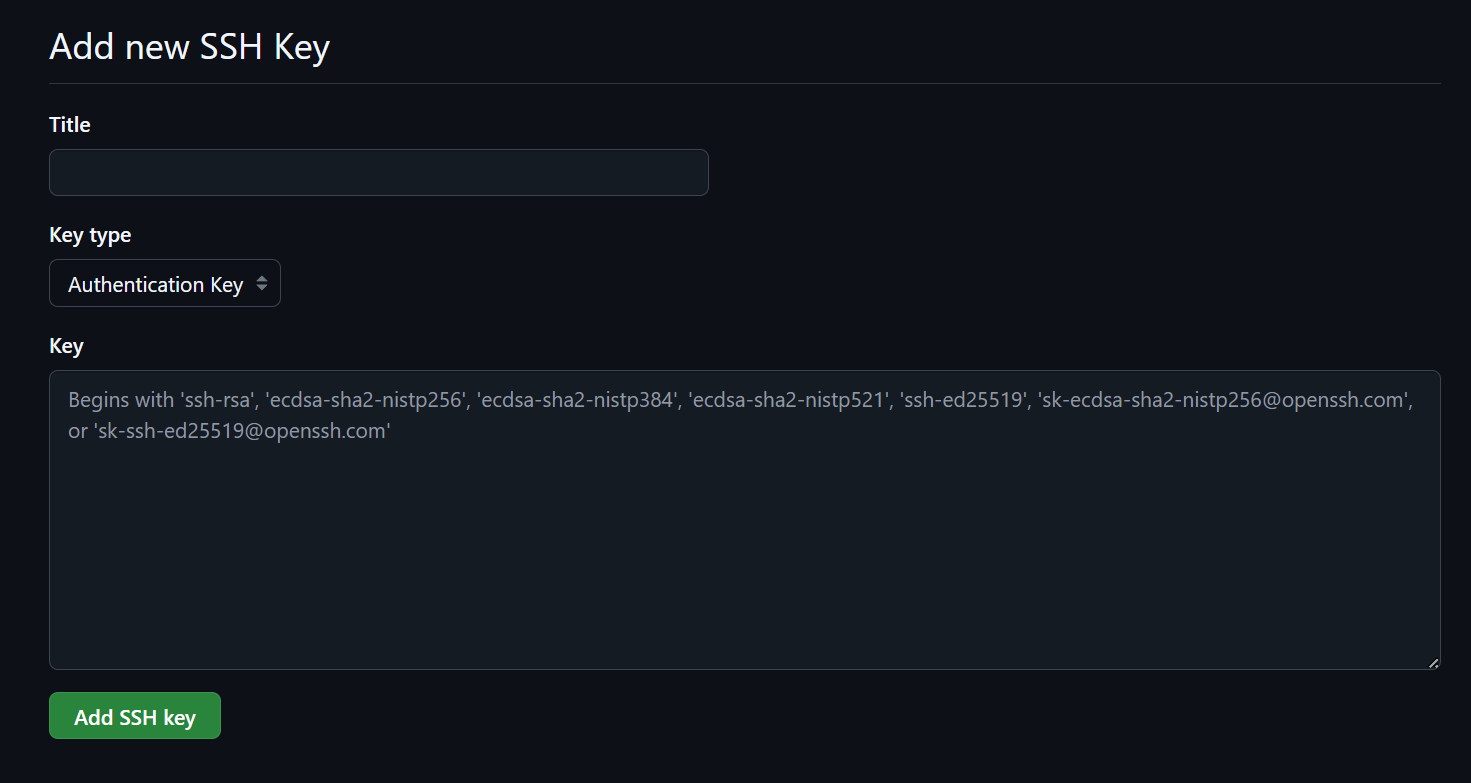 Add new SSH Key
Title
Key type
Authentication Key
Key
Begins with 'ssh-rsa', 'ecdsa-sha2-nistp256', 'ecdsa-sha2-nistp384', 'ecdsa-sha2-nistp521', 'ssh-ed25519', 'sk-ecdsa-sha2-nistp256@openssh.com',
or 'sk-ssh-ed25519@openssh.com'
Add SSH key